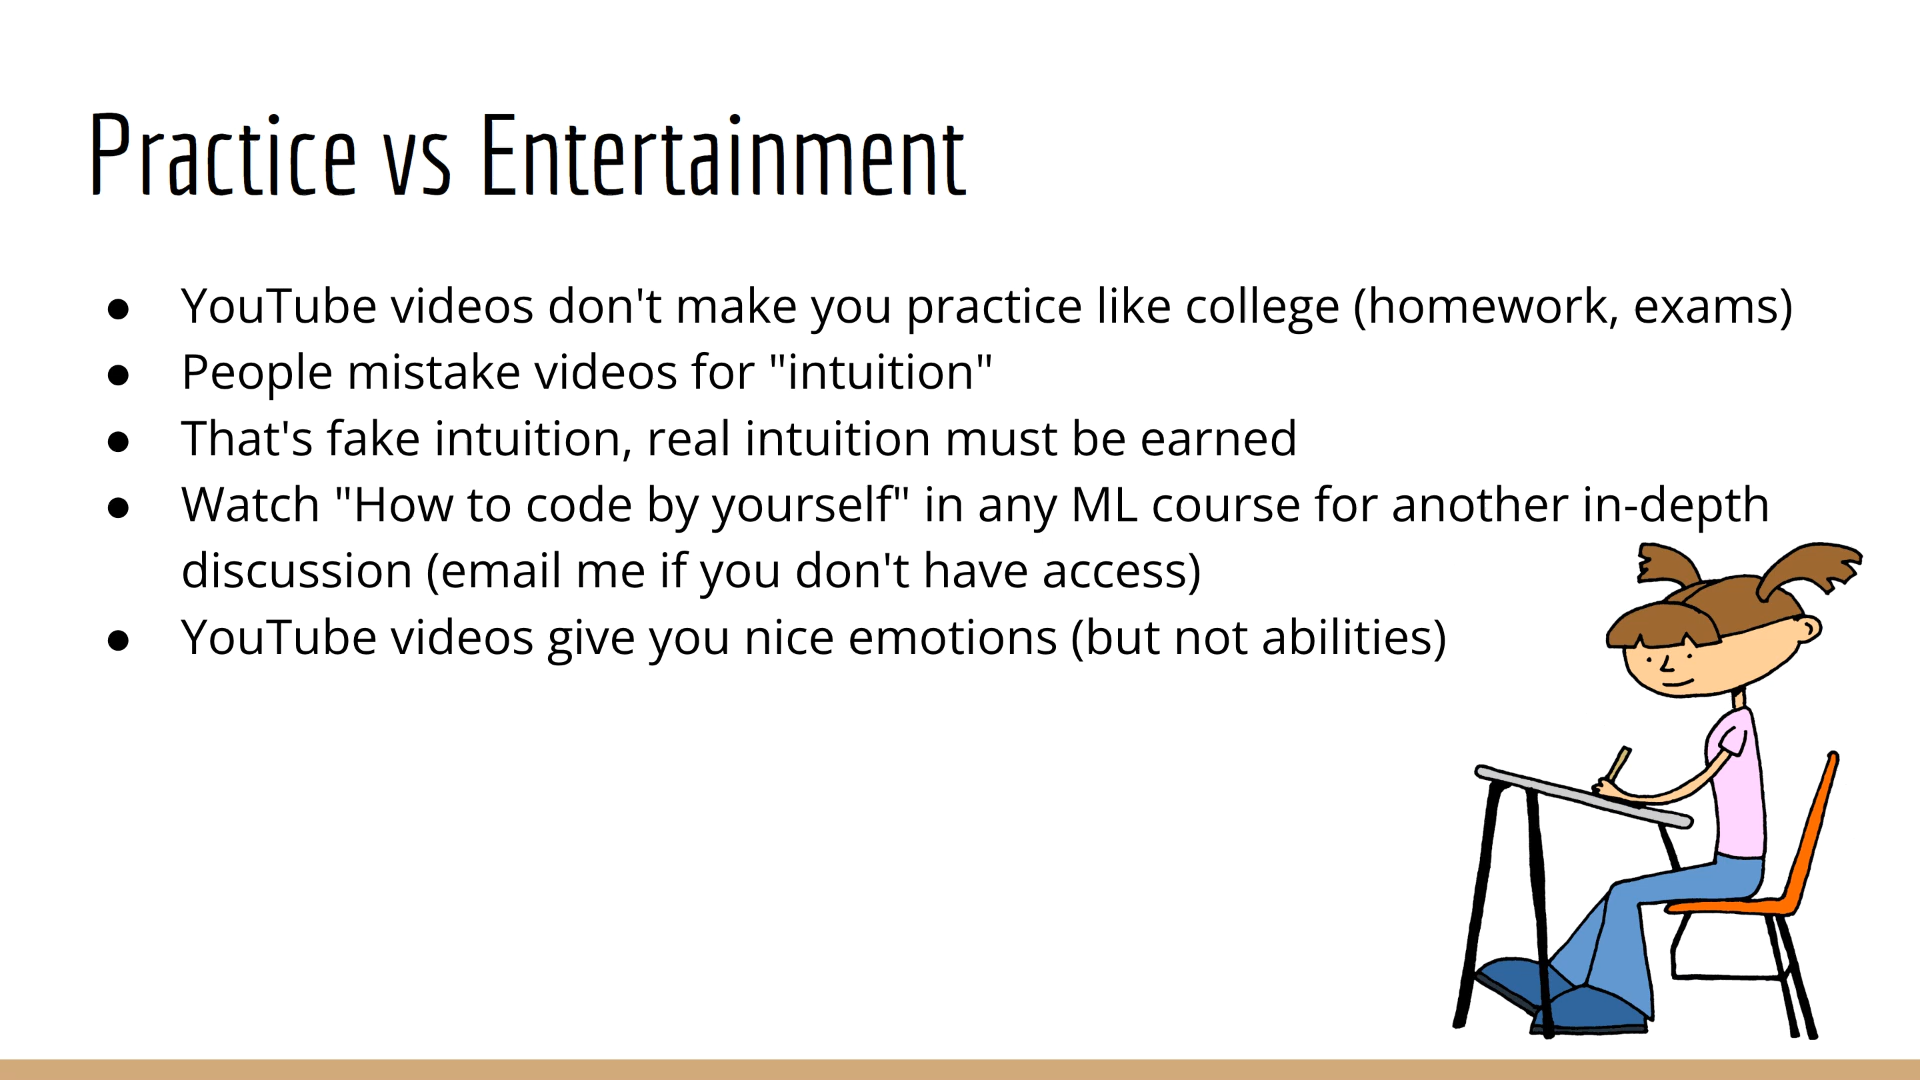 Practice vs Entertainment
● YouTube videos don't make you practice like college (homework, exams)
● People mistake videos for "intuition"
● That's fake intuition, real intuition must be earned
● Watch "How to code by yourself" in any ML course for another in-depth
discussion (email me if you don't have access)
● YouTube videos give you nice emotions (but not abilities)